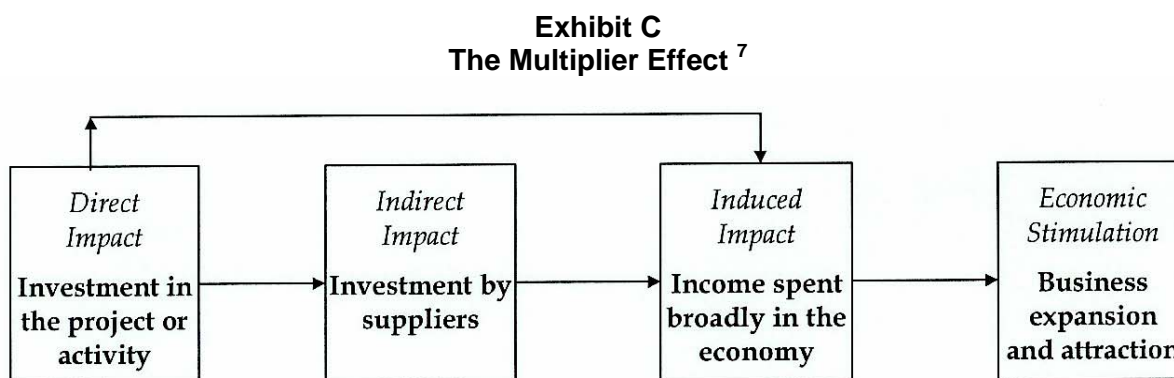 Exhibit C
The Multiplier Effect 7
Direct
Impact
Investment in
the project or
activity
Indirect
Impact
Investment by
suppliers
Induced
Impact
Income spent
broadly in the
economy
Economic
Stimulation
Business
expansion
and attraction